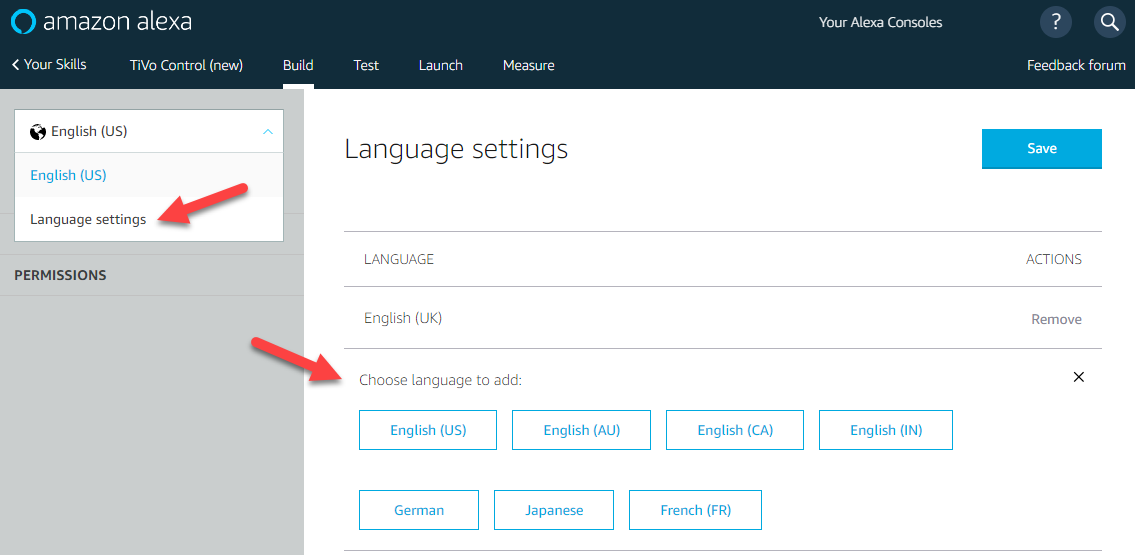 amazon alexa
Your Alexa Consoles
?
Your Skills
TiVo Control (new)
Build
Test
Launch
Measure
Feedback forum
English (US)
English (US)
Language settings
PERMISSIONS
Language settings
Save
LANGUAGE
ACTIONS
English (UK)
Remove
Choose language to add:
English (US)
English (AU)
English (CA)
English (IN)
German
Japanese
French (FR)